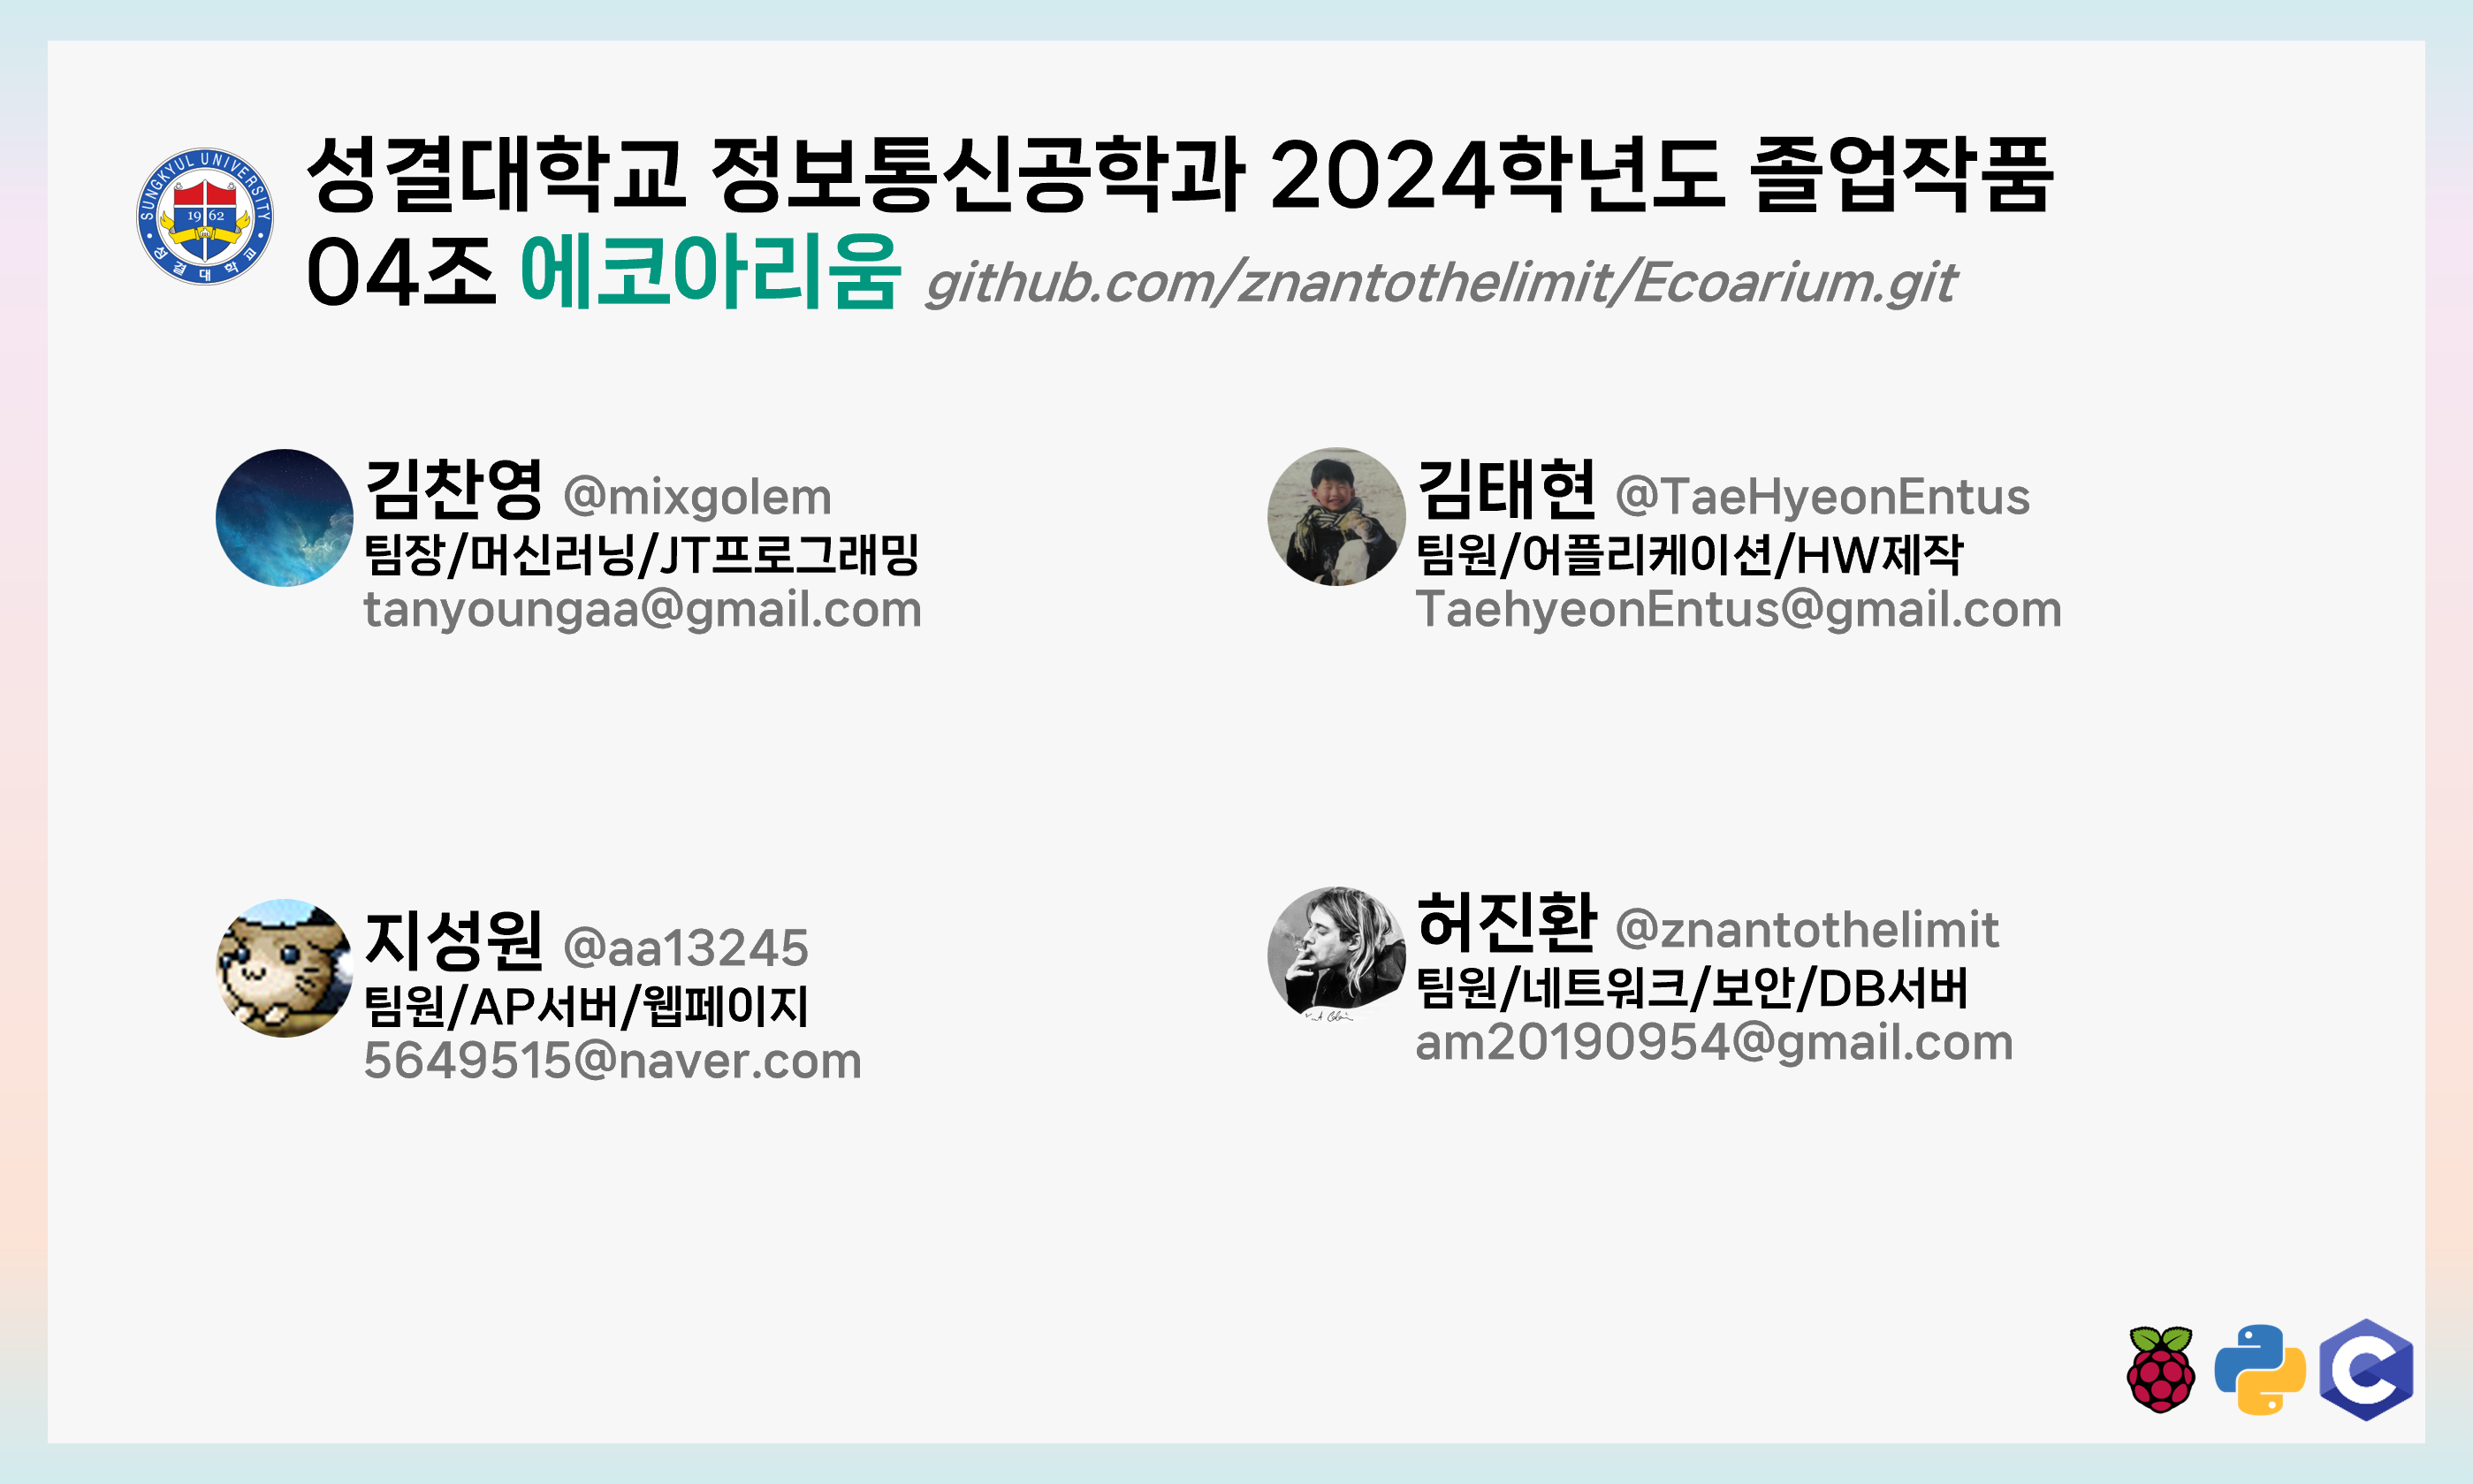 SUNGKYUL UNIVERSITY
1962
성결대학교
성결대학교 정보통신공학과 2024학년도 졸업작품
04조 에코아리움 github.com/znantothelimit/Ecoarium.git
김찬영 @mixgolem
팀장/머신러닝/JT프로그래밍
tanyoungaa@gmail.com
김태현 @TaeHyeonEntus
팀원/어플리케이션/HW제작
TaehyeonEntus@gmail.com
지성원 @aa13245
팀원/AP서버/웹페이지
5649515@naver.com
허진환 @znantothelimit
팀원/네트워크/보안/DB서버
am20190954@gmail.com
C